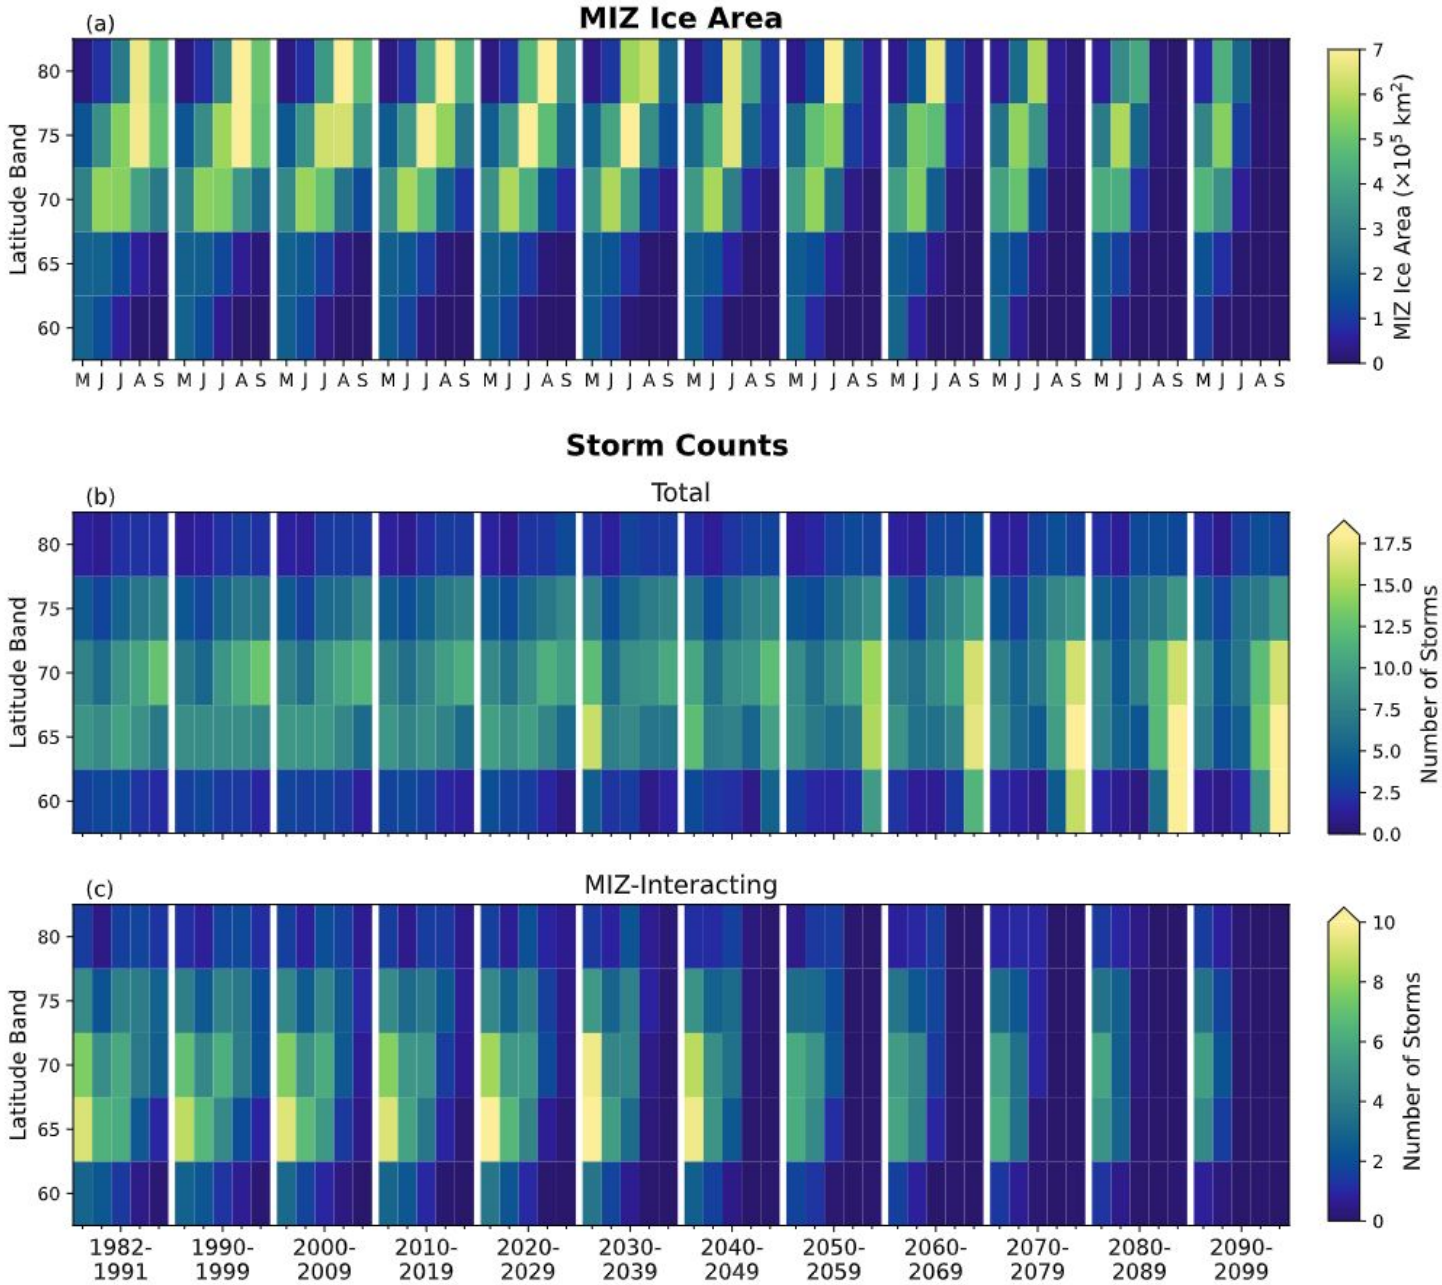 MIZ Ice Area
(a)
80
75
70
65
60
Latitude Band
M J J A S M J J A S M J J A S M J J A S M J J A S M J J A S M J J A S M J J A S M J J A S M J J A S M J J A S M J J A S
7
6
5
4
3
2
1
0
MIZ Ice Area (×10⁵ km²)
Storm Counts
(b)
Total
80
75
70
65
60
Latitude Band
17.5
15.0
12.5
10.0
7.5
5.0
2.5
0.0
Number of Storms
(c)
MIZ-Interacting
80
75
70
65
60
Latitude Band
10
8
6
4
2
0
Number of Storms
1982- 1990- 2000- 2010- 2020- 2030- 2040- 2050- 2060- 2070- 2080- 2090-
1991 1999 2009 2019 2029 2039 2049 2059 2069 2079 2089 2099